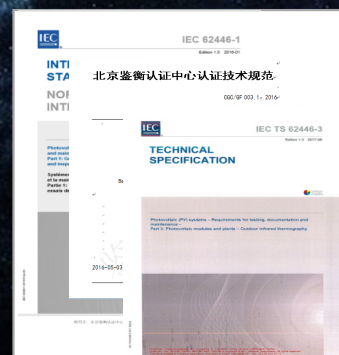 IEC
IEC 62446-1
Edition 1.0 2016-01
INT
STA
NOR
INT
Photovol
and main
Part 1: G
and inspe
Système
et la main
Partie 1:
essais de
北京鉴衡认证中心认证技术规范
CGC/GF 003.1：2016
2016-05-03
IEC
IEC TS 62446-3
Edition 1.0 2017-06
TECHNICAL
SPECIFICATION
Photovoltaic (PV) systems – Requirements for testing, documentation and
maintenance –
Part 3: Photovoltaic modules and plants – Outdoor infrared thermography